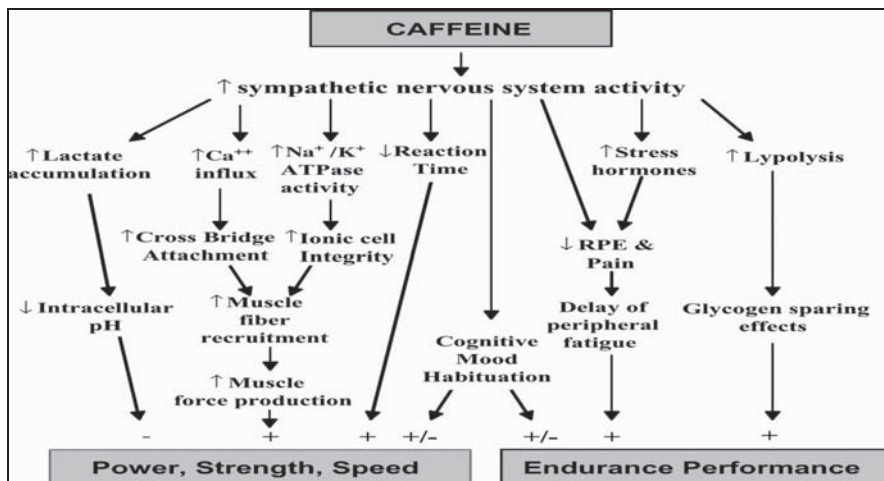 CAFFEINE
↑ sympathetic nervous system activity
↑Lactate
accumulation
↑Ca++
influx
↑Na+ /K+
ATPase
activity
↓Reaction
Time
↑Stress
hormones
↑ Lypolysis
↑Cross Bridge
Attachment
↑Ionic cell
Integrity
↓ RPE &
Pain
↓ Intracellular
pH
↑Muscle
fiber
recruitment
Cognitive
Mood
Habituation
Delay of
peripheral
fatigue
Glycogen sparing
effects
↑Muscle
force production
- + + +/- +/- + +
Power, Strength, Speed
Endurance Performance